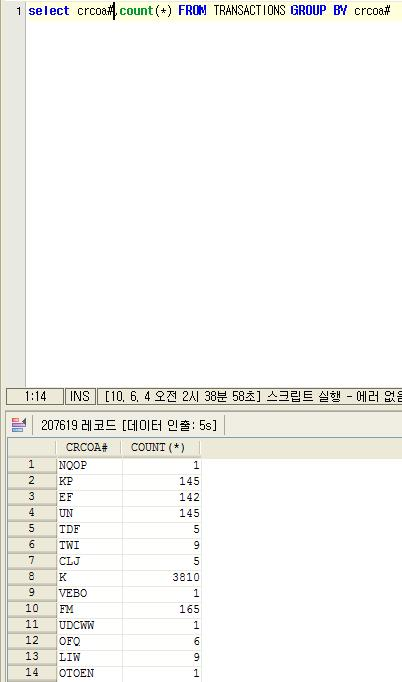 1 select crcoa#,count(*) FROM TRANSACTIONS GROUP BY crcoa#
1:14 INS [10, 6, 4 오전 2시 38분 58초] 스크립트 실행 - 에러 없음
207619 레코드 [데이터 인출: 5s]
CRCOA# COUNT(*)
1 NQOP 1
2 KP 145
3 EF 142
4 UN 145
5 TDF 5
6 TWI 9
7 CLJ 5
8 K 3810
9 VEBO 1
10 FM 165
11 UDCWW 1
12 OFQ 6
13 LIW 9
14 OTOEN 1